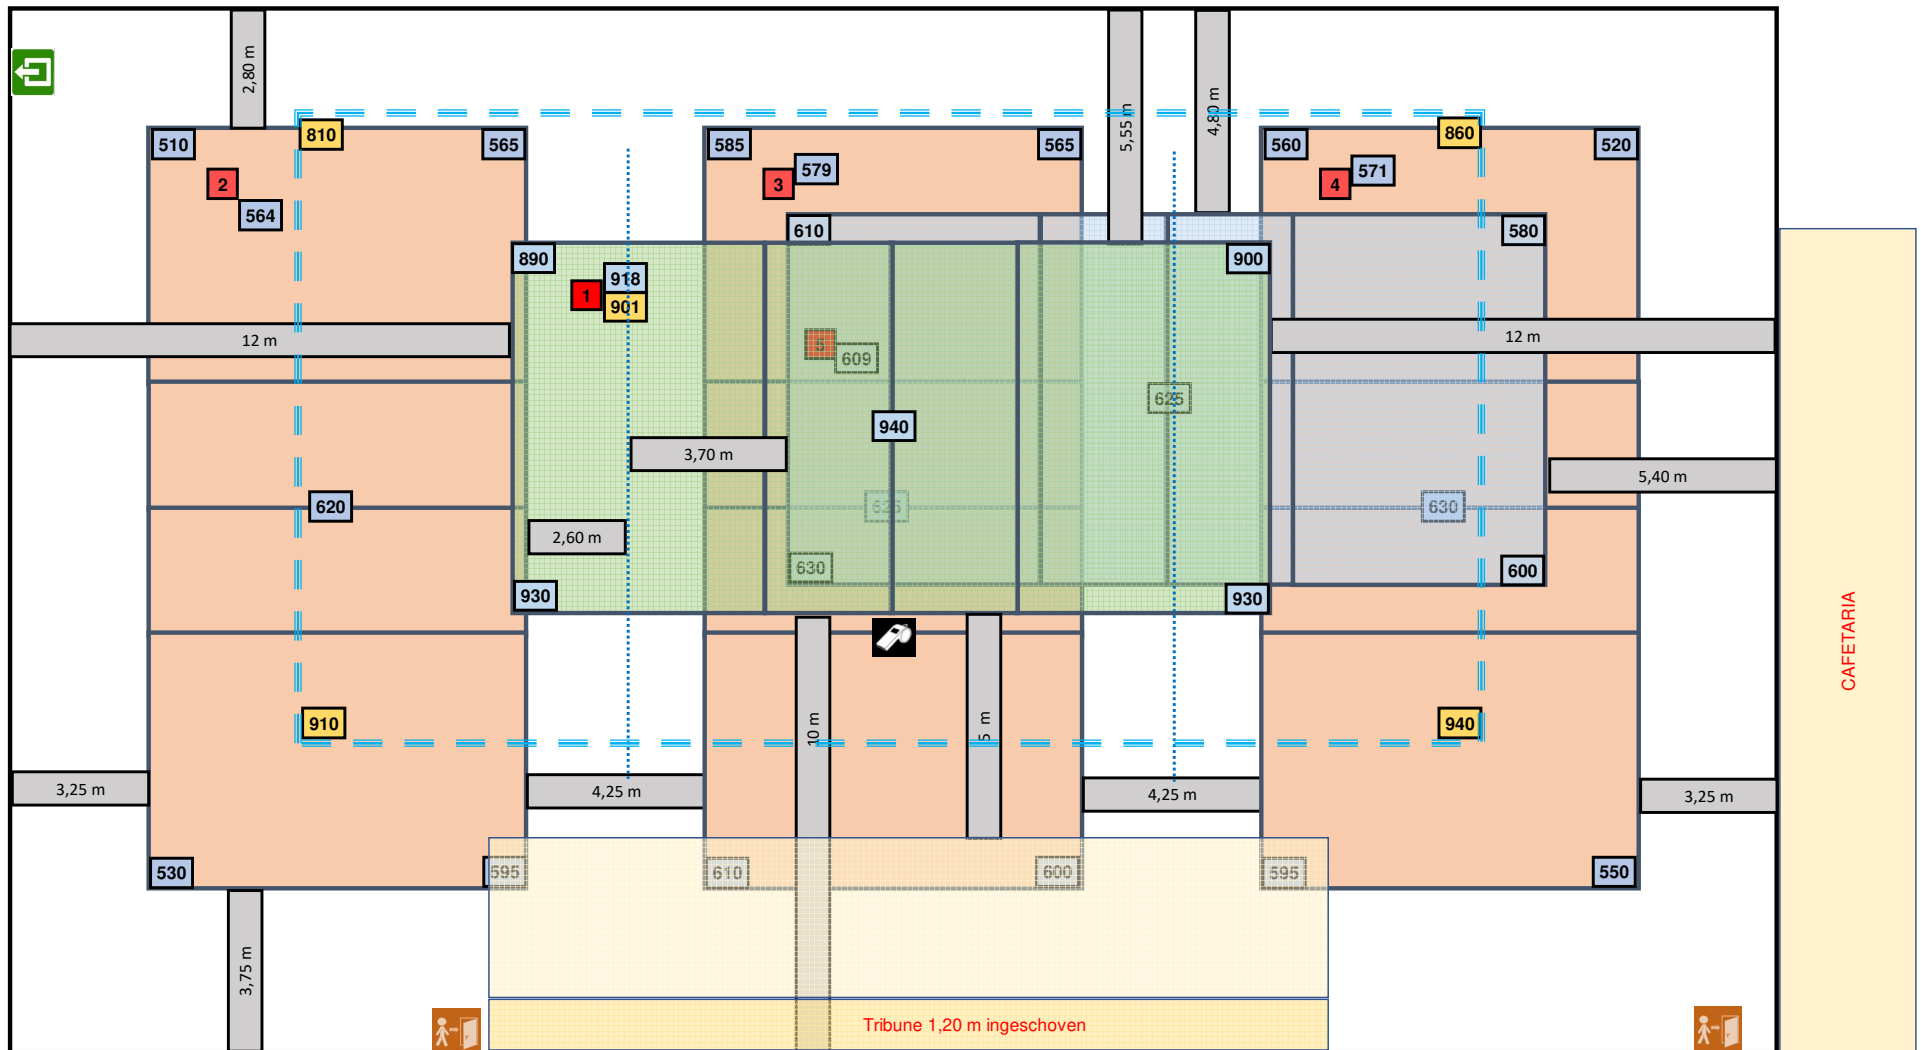 2,80 m
5,55 m
4,80 m
510
810
565
585
565
560
860
520
2
564
3
579
4
571
610
580
890
900
1
918
901
12 m
12 m
5
609
625
940
3,70 m
5,40 m
620
625
630
2,60 m
630
600
930
930
CAFETARIA
910
940
10 m
5 m
3,25 m
4,25 m
4,25 m
3,25 m
530
595
610
600
595
550
3,75 m
Tribune 1,20 m ingeschoven